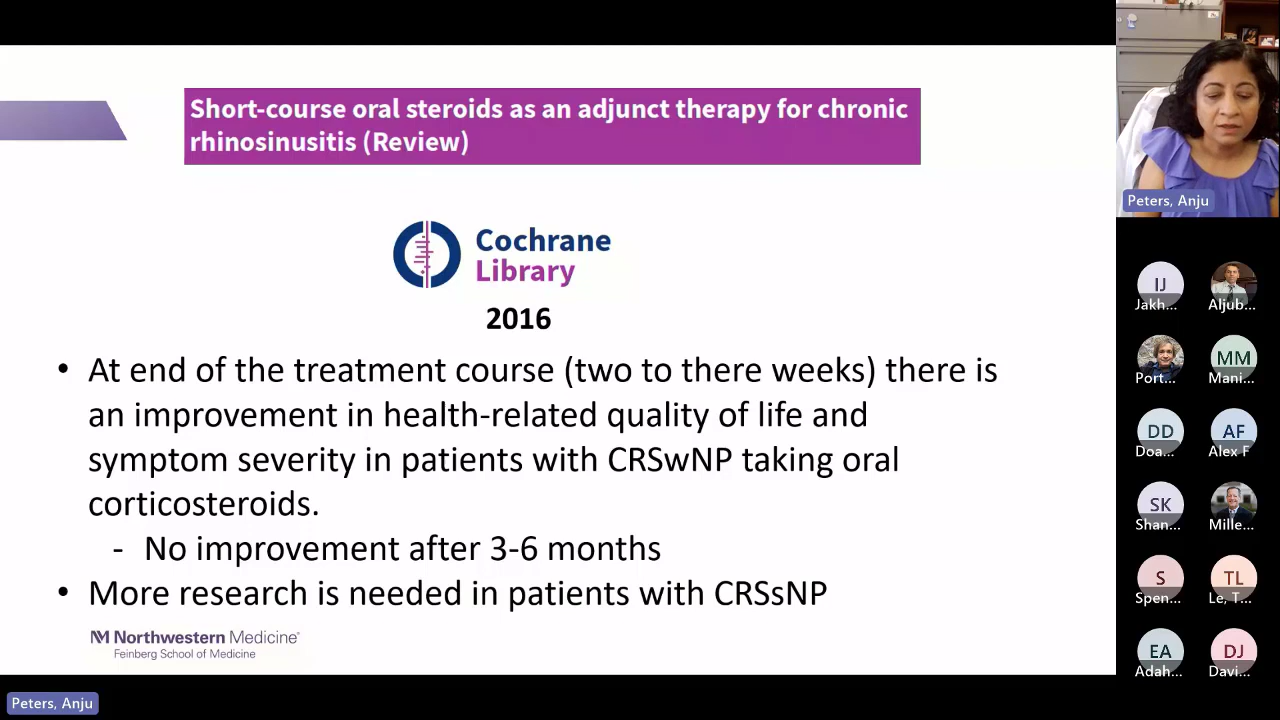 Short-course oral steroids as an adjunct therapy for chronic
rhinosinusitis (Review)
Cochrane
Library
2016
• At end of the treatment course (two to there weeks) there is
an improvement in health-related quality of life and
symptom severity in patients with CRSwNP taking oral
corticosteroids.
- No improvement after 3-6 months
• More research is needed in patients with CRSsNP
Northwestern Medicine
Feinberg School of Medicine
Peters, Anju
Peters, Anju
IJ
Jakh...
Aljub...
Port...
MM
Mani...
DD
Doa...
AF
Alex F
SK
Shan...
Mille...
S
Spen...
TL
Le, T...
EA
Adah...
DJ
Davi...